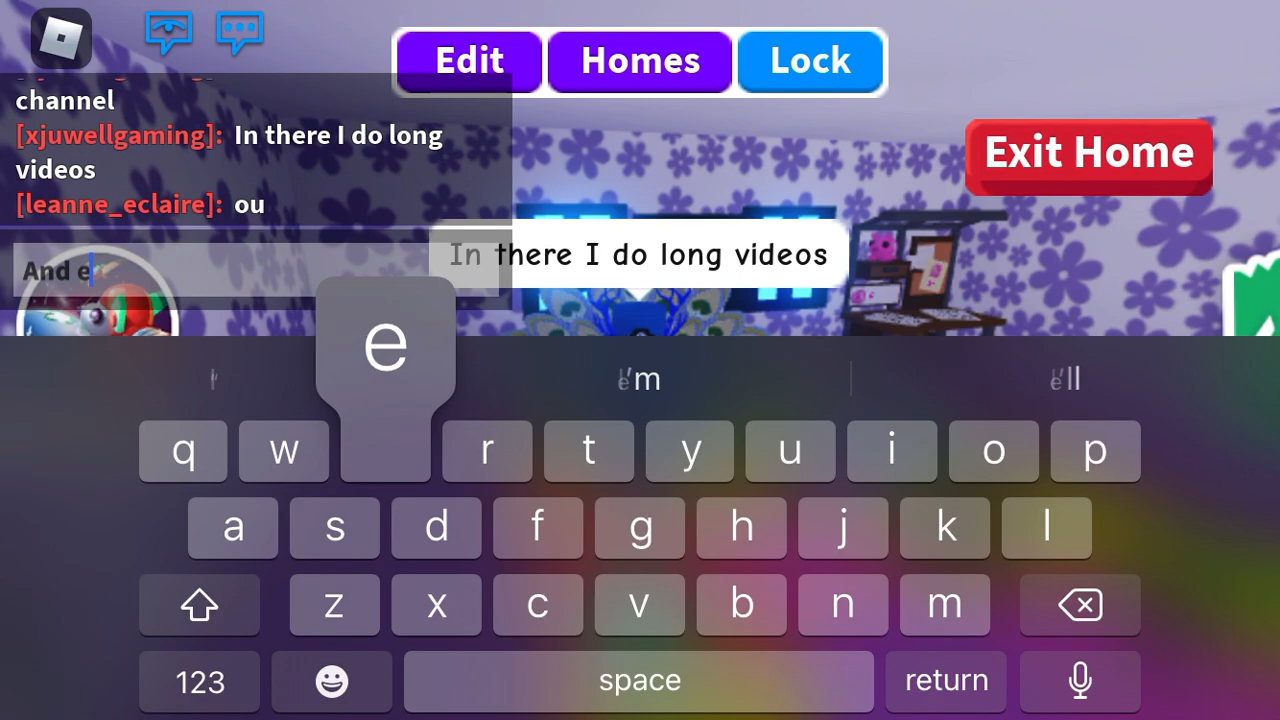 Edit
Homes
Lock
channel
[xjuwellgaming]: In there I do long
videos
[leanne_eclaire]: ou
Exit Home
And e
In there I do long videos
e
q w r t y u i o p
a s d f g h j k l
z x c v b n m
123
space
return